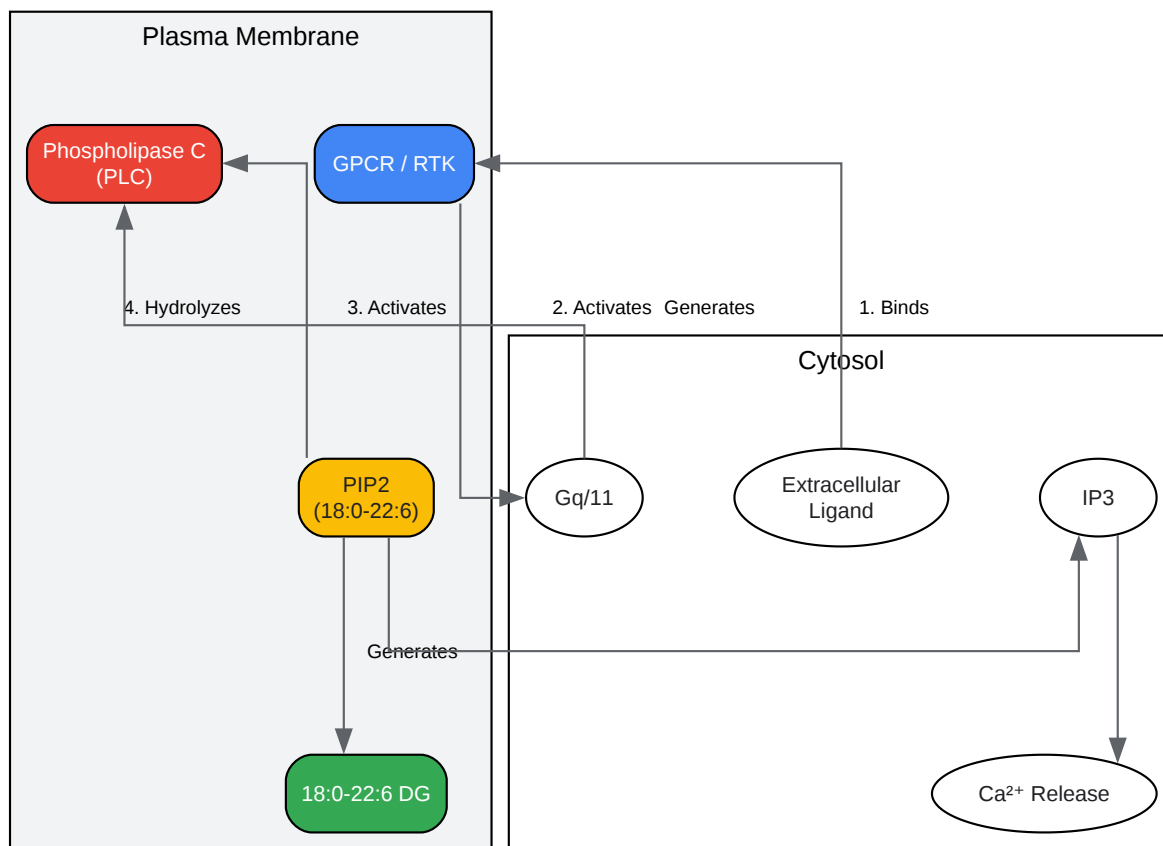 Plasma Membrane
Phospholipase C
(PLC)
GPCR / RTK
4. Hydrolyzes
3. Activates
2. Activates
Generates
1. Binds
Cytosol
PIP2
(18:0-22:6)
Gq/11
Extracellular
Ligand
IP3
Generates
18:0-22:6 DG
Ca²⁺ Release